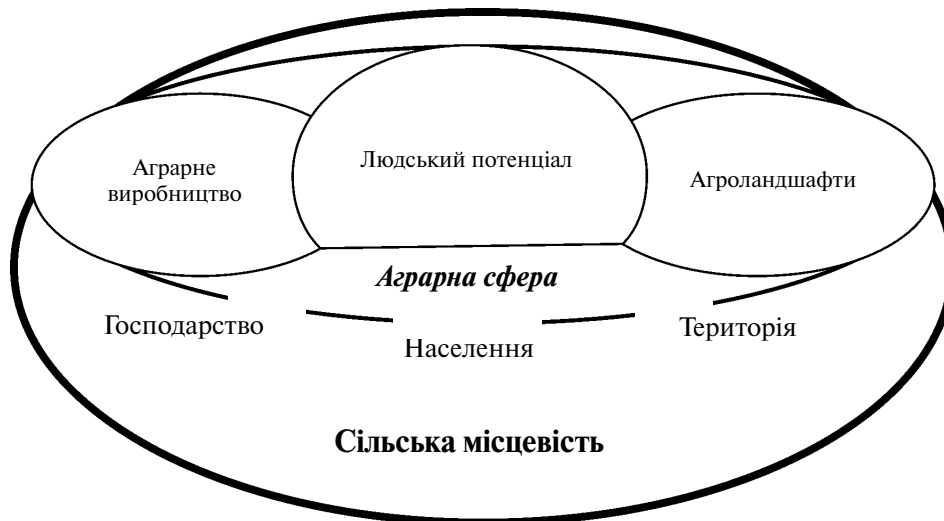 Людський потенціал
Аграрне
виробництво
Агроландшафти
Аграрна сфера
Господарство
Територія
Населення
Сільська місцевість